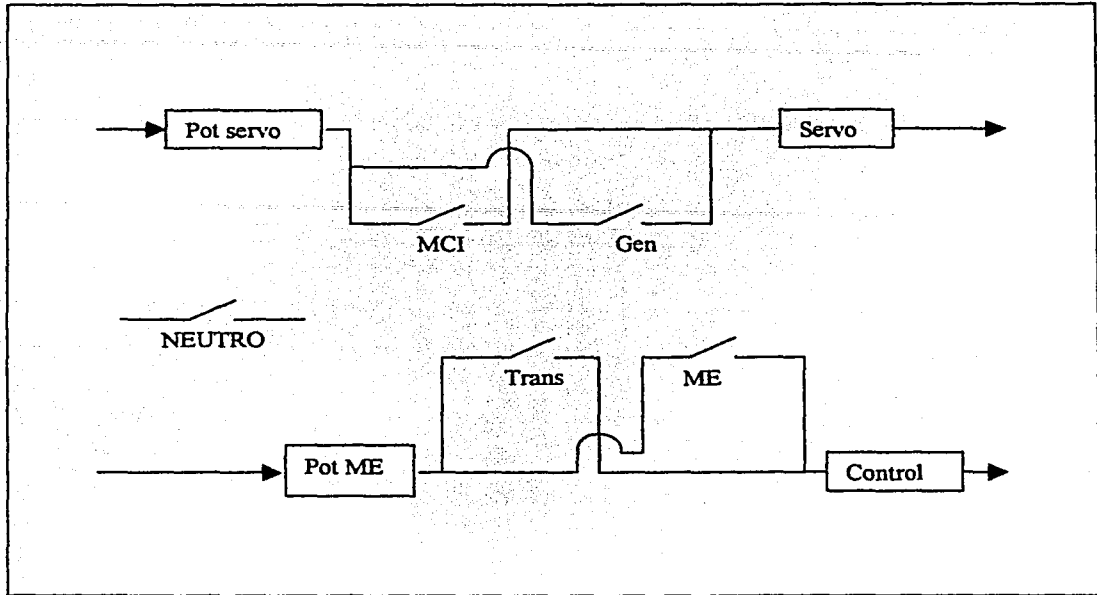 Pot servo
Servo
MCI
Gen
NEUTRO
Trans
ME
Pot ME
Control